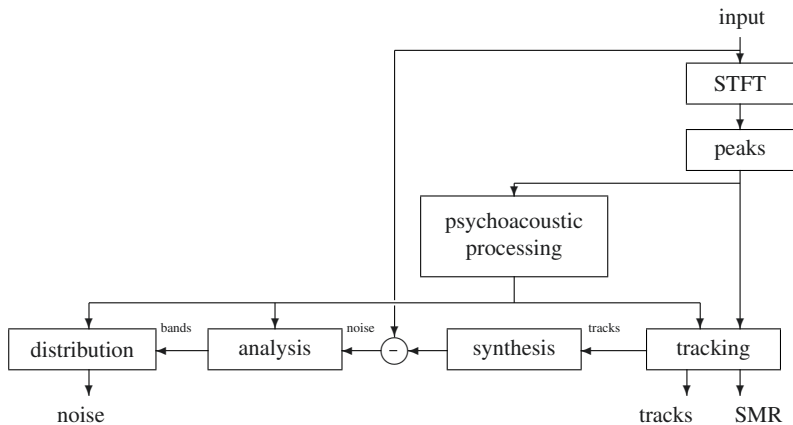 input
STFT
peaks
psychoacoustic
processing
bands
noise
tracks
distribution
analysis
−
synthesis
tracking
noise
tracks
SMR